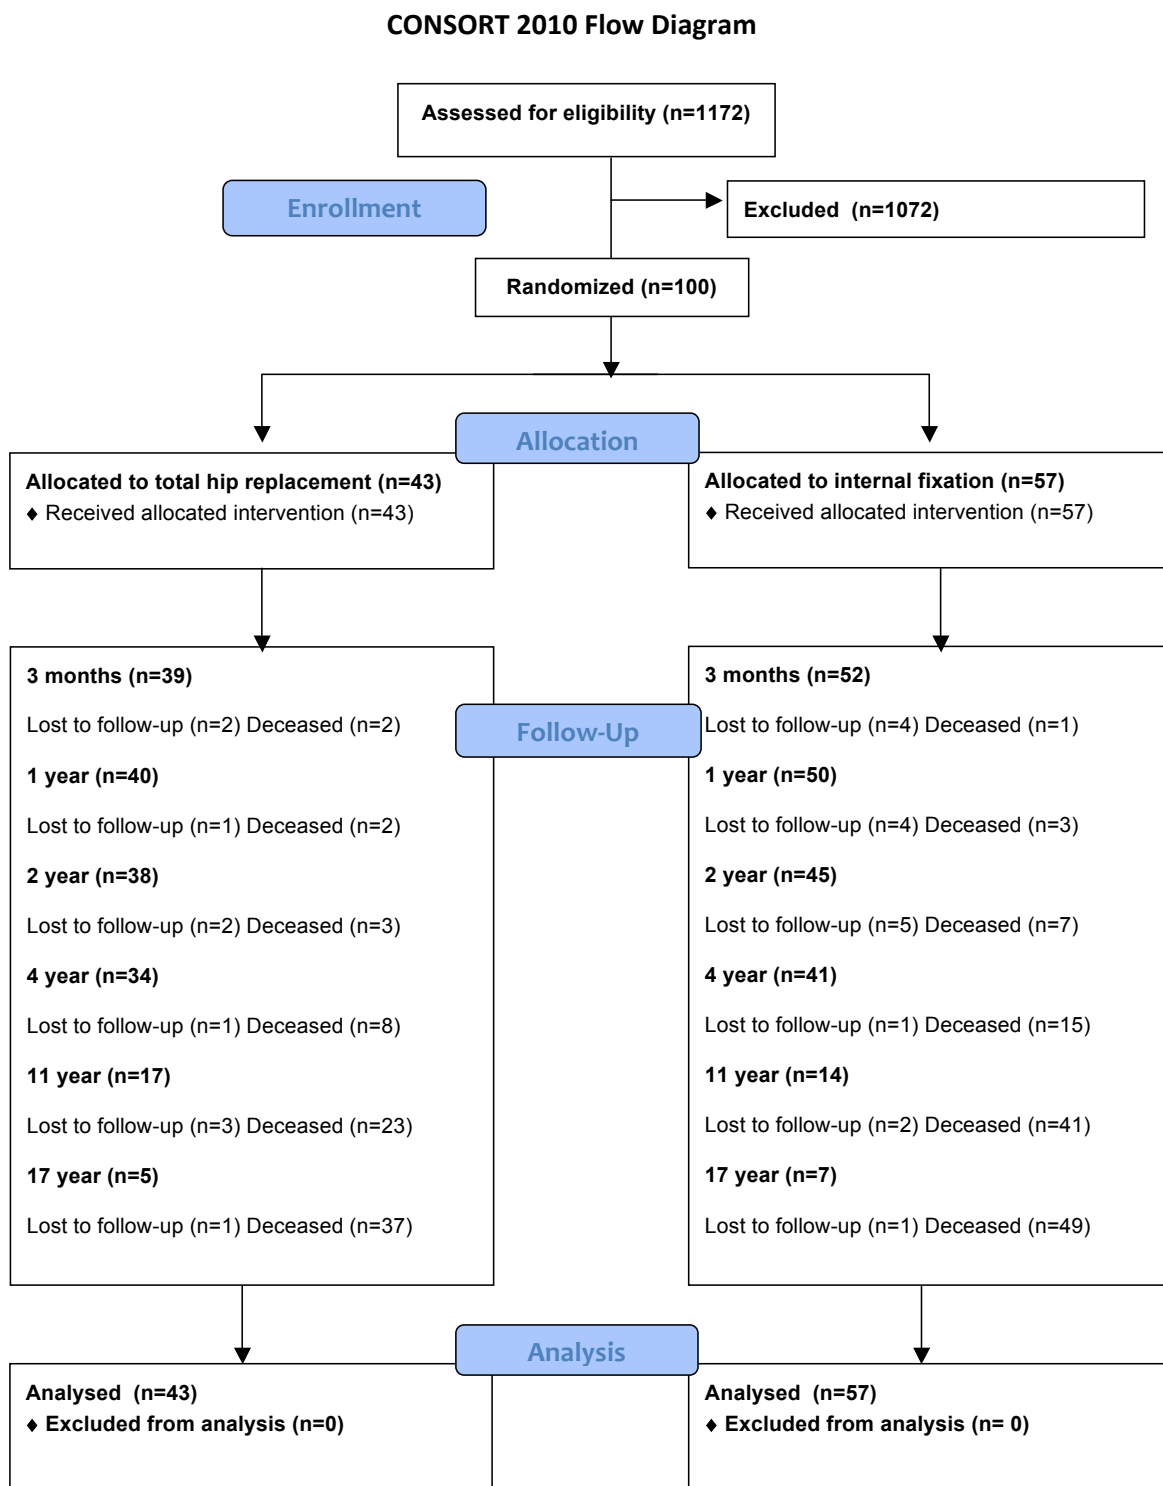 CONSORT 2010 Flow Diagram
Assessed for eligibility (n=1172)
Enrollment
Excluded (n=1072)
Randomized (n=100)
Allocation
Allocated to total hip replacement (n=43)
♦ Received allocated intervention (n=43)
Allocated to internal fixation (n=57)
♦ Received allocated intervention (n=57)
Follow-Up
3 months (n=39)
Lost to follow-up (n=2) Deceased (n=2)
1 year (n=40)
Lost to follow-up (n=1) Deceased (n=2)
2 year (n=38)
Lost to follow-up (n=2) Deceased (n=3)
4 year (n=34)
Lost to follow-up (n=1) Deceased (n=8)
11 year (n=17)
Lost to follow-up (n=3) Deceased (n=23)
17 year (n=5)
Lost to follow-up (n=1) Deceased (n=37)
3 months (n=52)
Lost to follow-up (n=4) Deceased (n=1)
1 year (n=50)
Lost to follow-up (n=4) Deceased (n=3)
2 year (n=45)
Lost to follow-up (n=5) Deceased (n=7)
4 year (n=41)
Lost to follow-up (n=1) Deceased (n=15)
11 year (n=14)
Lost to follow-up (n=2) Deceased (n=41)
17 year (n=7)
Lost to follow-up (n=1) Deceased (n=49)
Analysis
Analysed (n=43)
♦ Excluded from analysis (n=0)
Analysed (n=57)
♦ Excluded from analysis (n= 0)